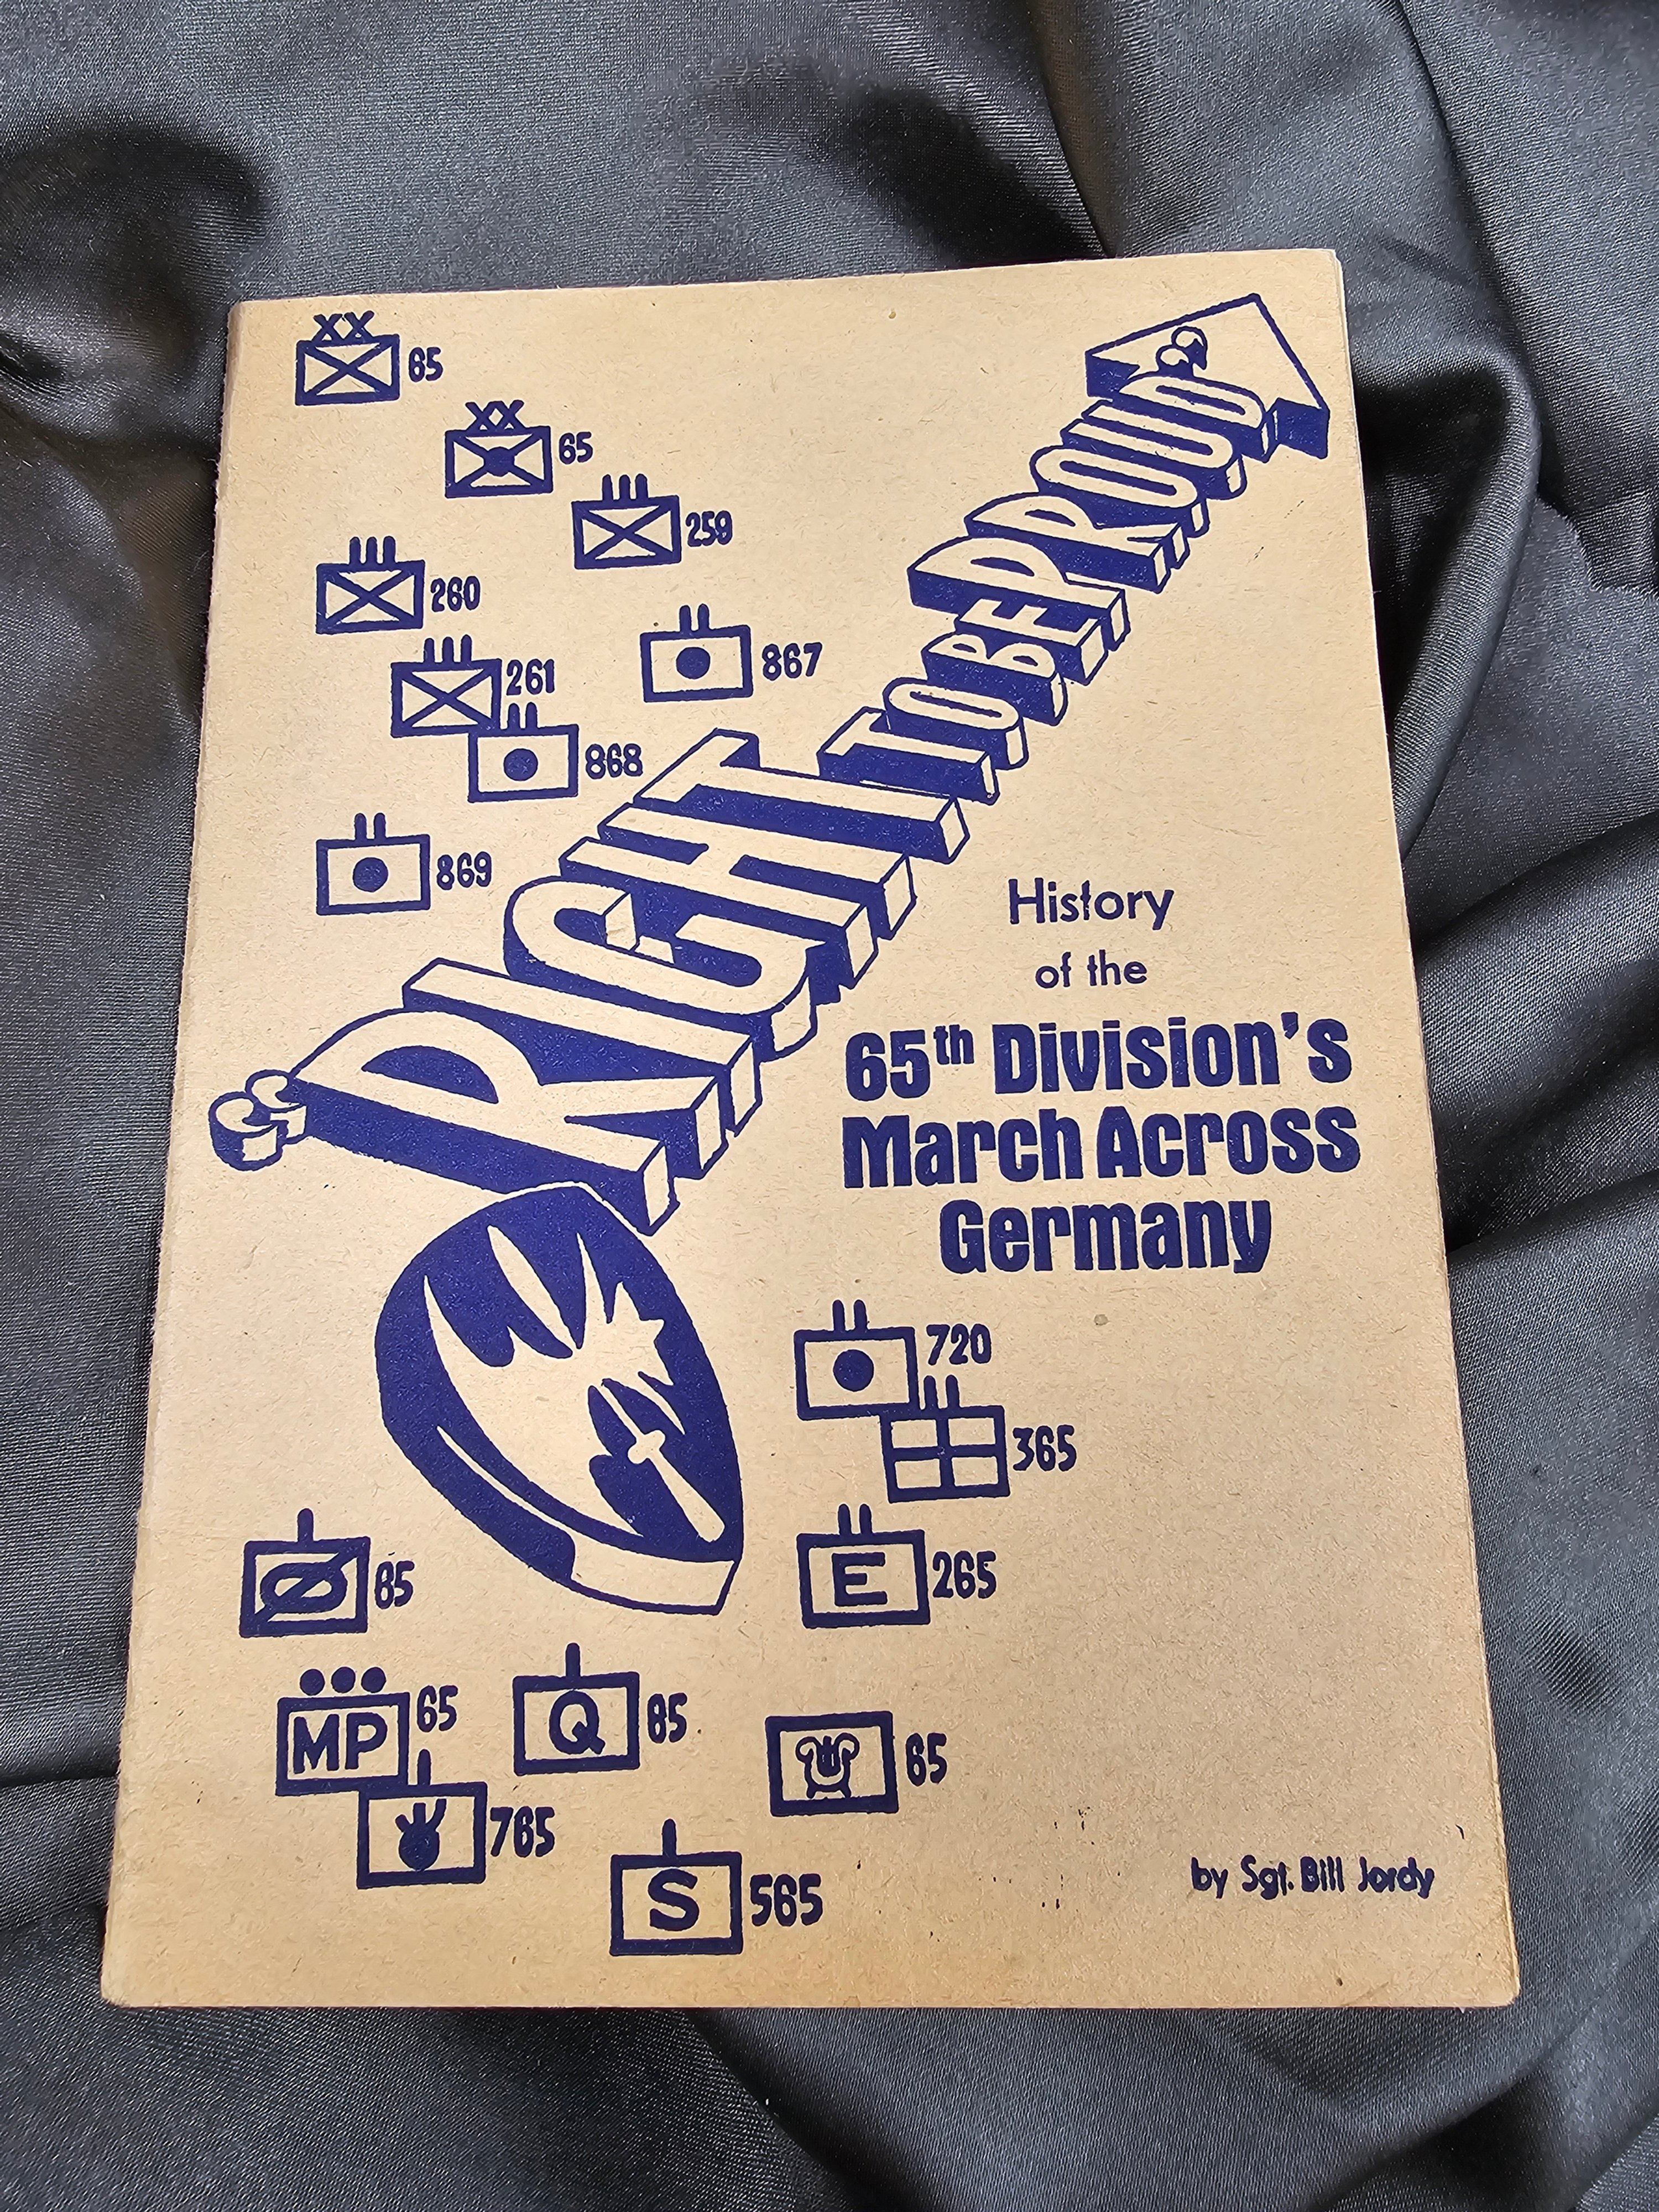 XX
65
XX
65
259
260
261
867
868
869
"RIGHT TO BE PROUD"
History
of the
65th Division's
March Across
Germany
720
365
E 265
65
MP 65
Q 65
65
765
S 565
by Sgt. Bill Jordy